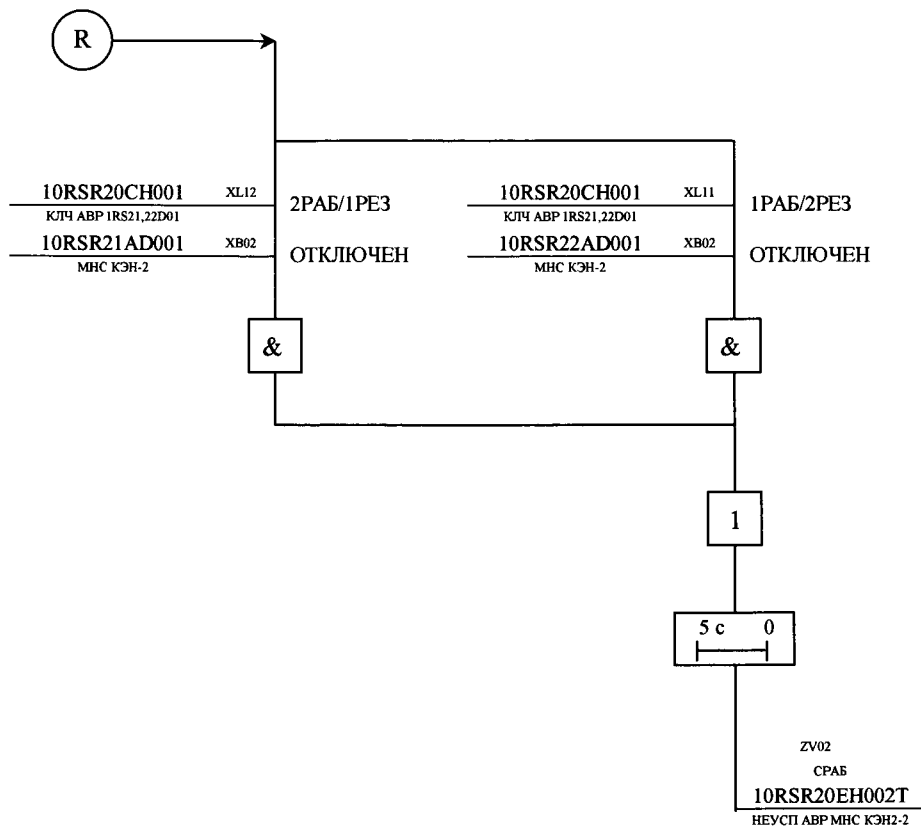 R
10RSR20CH001 XL12 2РАБ/1РЕЗ
КЛЧ АВР 1RS21,22D01
10RSR21AD001 XB02 ОТКЛЮЧЕН
МНС КЭН-2
10RSR20CH001 XL11 1РАБ/2РЕЗ
КЛЧ АВР 1RS21,22D01
10RSR22AD001 XB02 ОТКЛЮЧЕН
МНС КЭН-2
& &
1
5 с 0
ZV02
СРАБ
10RSR20EH002T
НЕУСП АВР МНС КЭН2-2